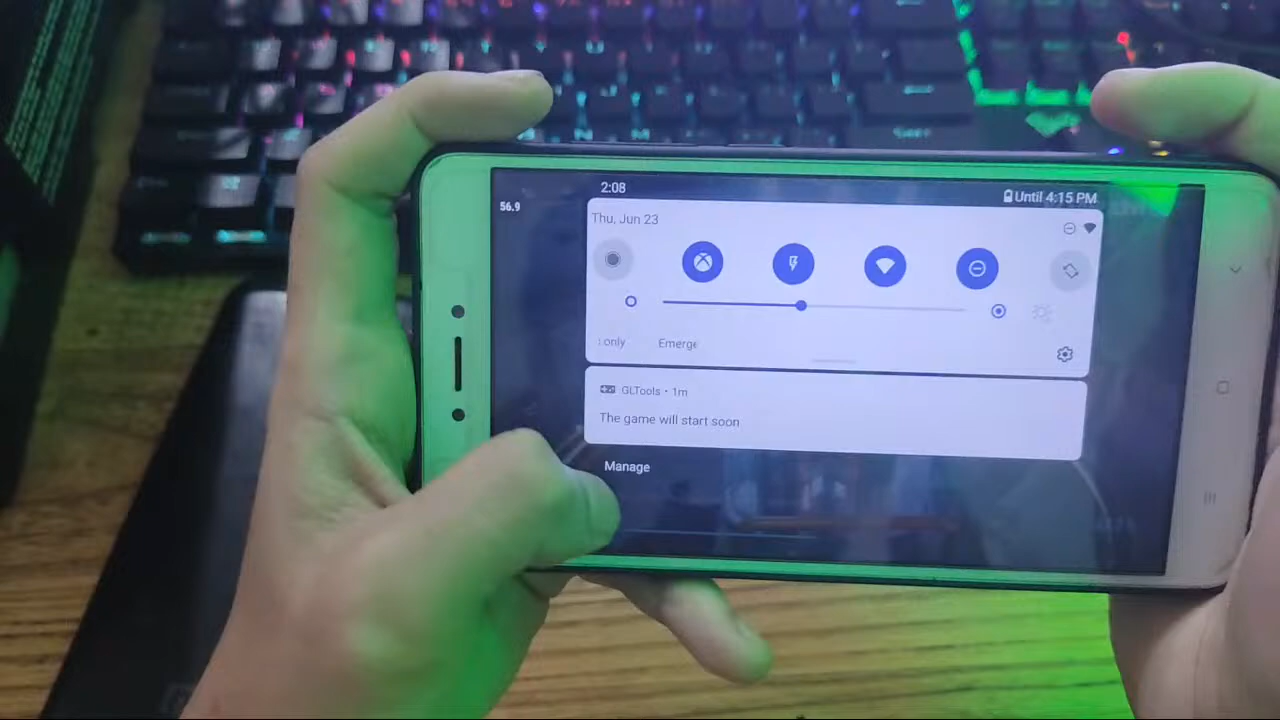 2:08
Until 4:15 PM
56.9
Thu, Jun 23
: only
Emerge
GLTools • 1m
The game will start soon
Manage